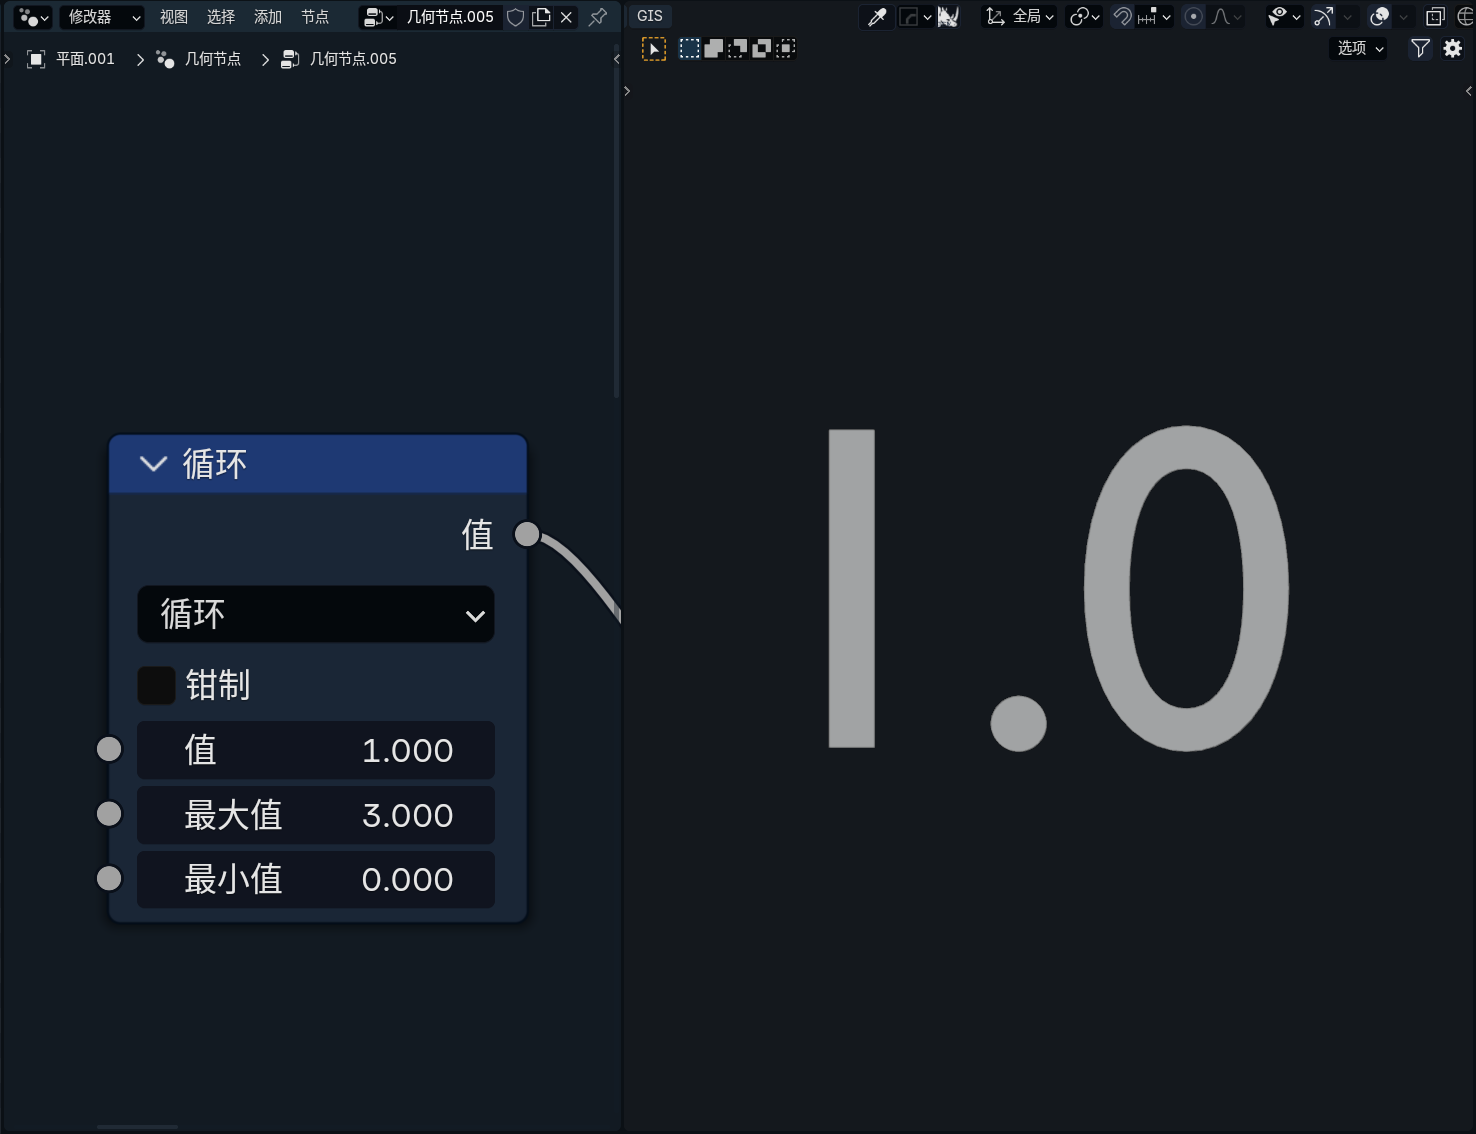 修改器 视图 选择 添加 节点 几何节点.005
平面.001 几何节点 几何节点.005
循环
值
循环
钳制
值 1.000
最大值 3.000
最小值 0.000
GIS 全局
选项
1.0